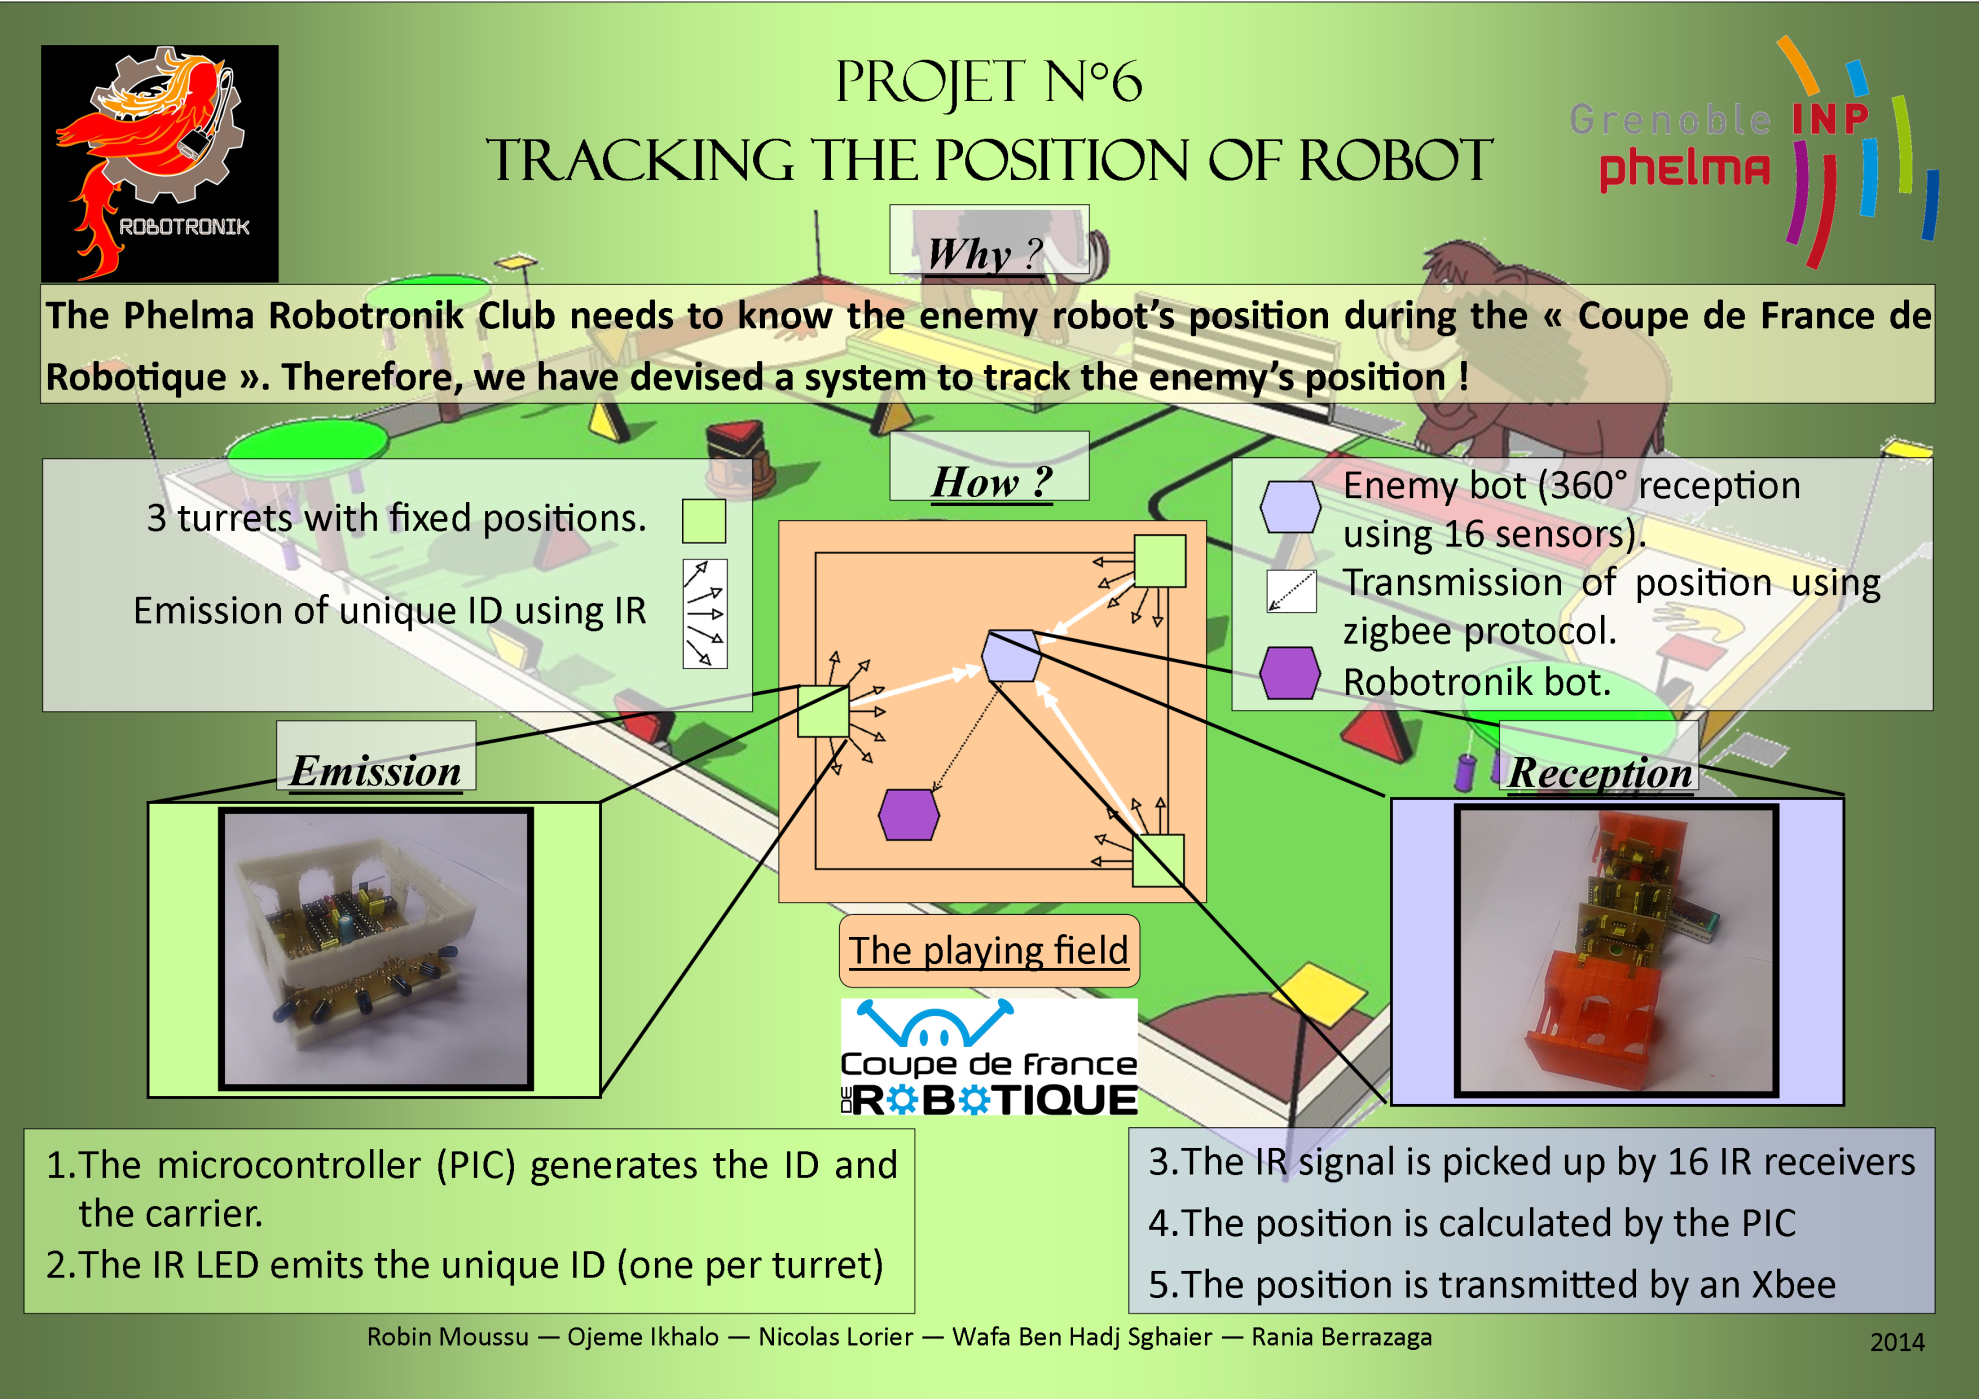 PROJET N°6
TRACKING THE POSITION OF ROBOT
ROBOTRONIK
Grenoble INP
phelma
Why ?
The Phelma Robotronik Club needs to know the enemy robot’s position during the « Coupe de France de
Robotique ». Therefore, we have devised a system to track the enemy’s position !
How ?
3 turrets with fixed positions.
Emission of unique ID using IR
Enemy bot (360° reception
using 16 sensors).
Transmission of position using
zigbee protocol.
Robotronik bot.
Emission
Reception
The playing field
Coupe de france
DE ROBOTIQUE
1.The microcontroller (PIC) generates the ID and
the carrier.
2.The IR LED emits the unique ID (one per turret)
3.The IR signal is picked up by 16 IR receivers
4.The position is calculated by the PIC
5.The position is transmitted by an Xbee
Robin Moussu — Ojeme Ikhalo — Nicolas Lorier — Wafa Ben Hadj Sghaier — Rania Berrazaga
2014